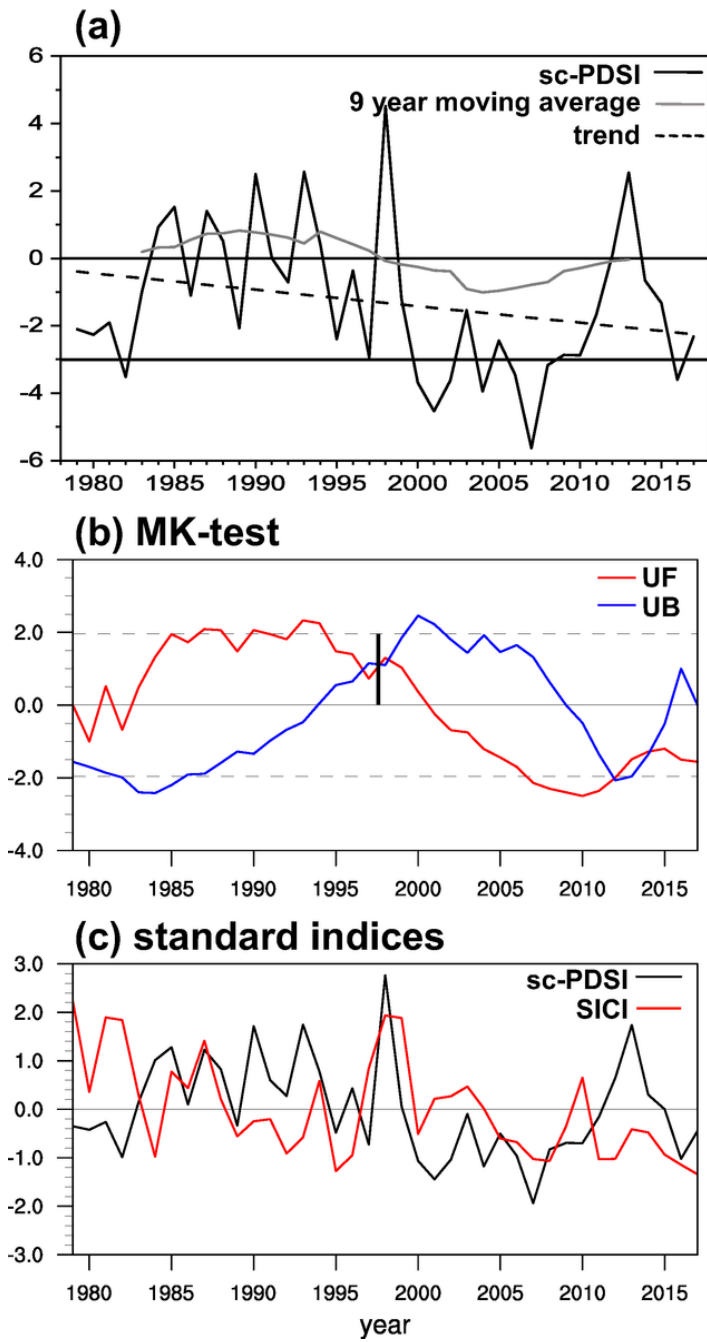 (a)
6
4
2
0
-2
-4
-6
sc-PDSI
9 year moving average
trend
1980 1985 1990 1995 2000 2005 2010 2015
(b) MK-test
4.0
2.0
0.0
-2.0
-4.0
UF
UB
1980 1985 1990 1995 2000 2005 2010 2015
(c) standard indices
3.0
2.0
1.0
0.0
-1.0
-2.0
-3.0
sc-PDSI
SICI
1980 1985 1990 1995 2000 2005 2010 2015
year